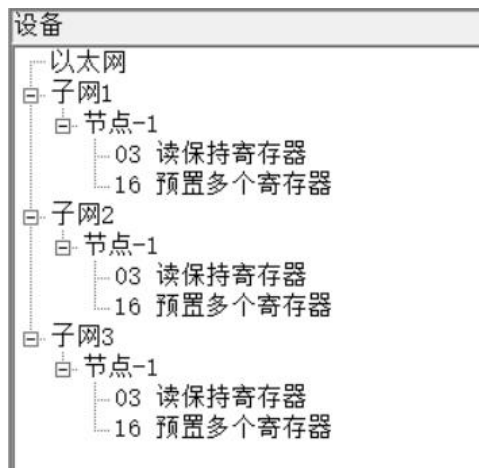 设备
以太网
子网1
节点-1
03 读保持寄存器
16 预置多个寄存器
子网2
节点-1
03 读保持寄存器
16 预置多个寄存器
子网3
节点-1
03 读保持寄存器
16 预置多个寄存器